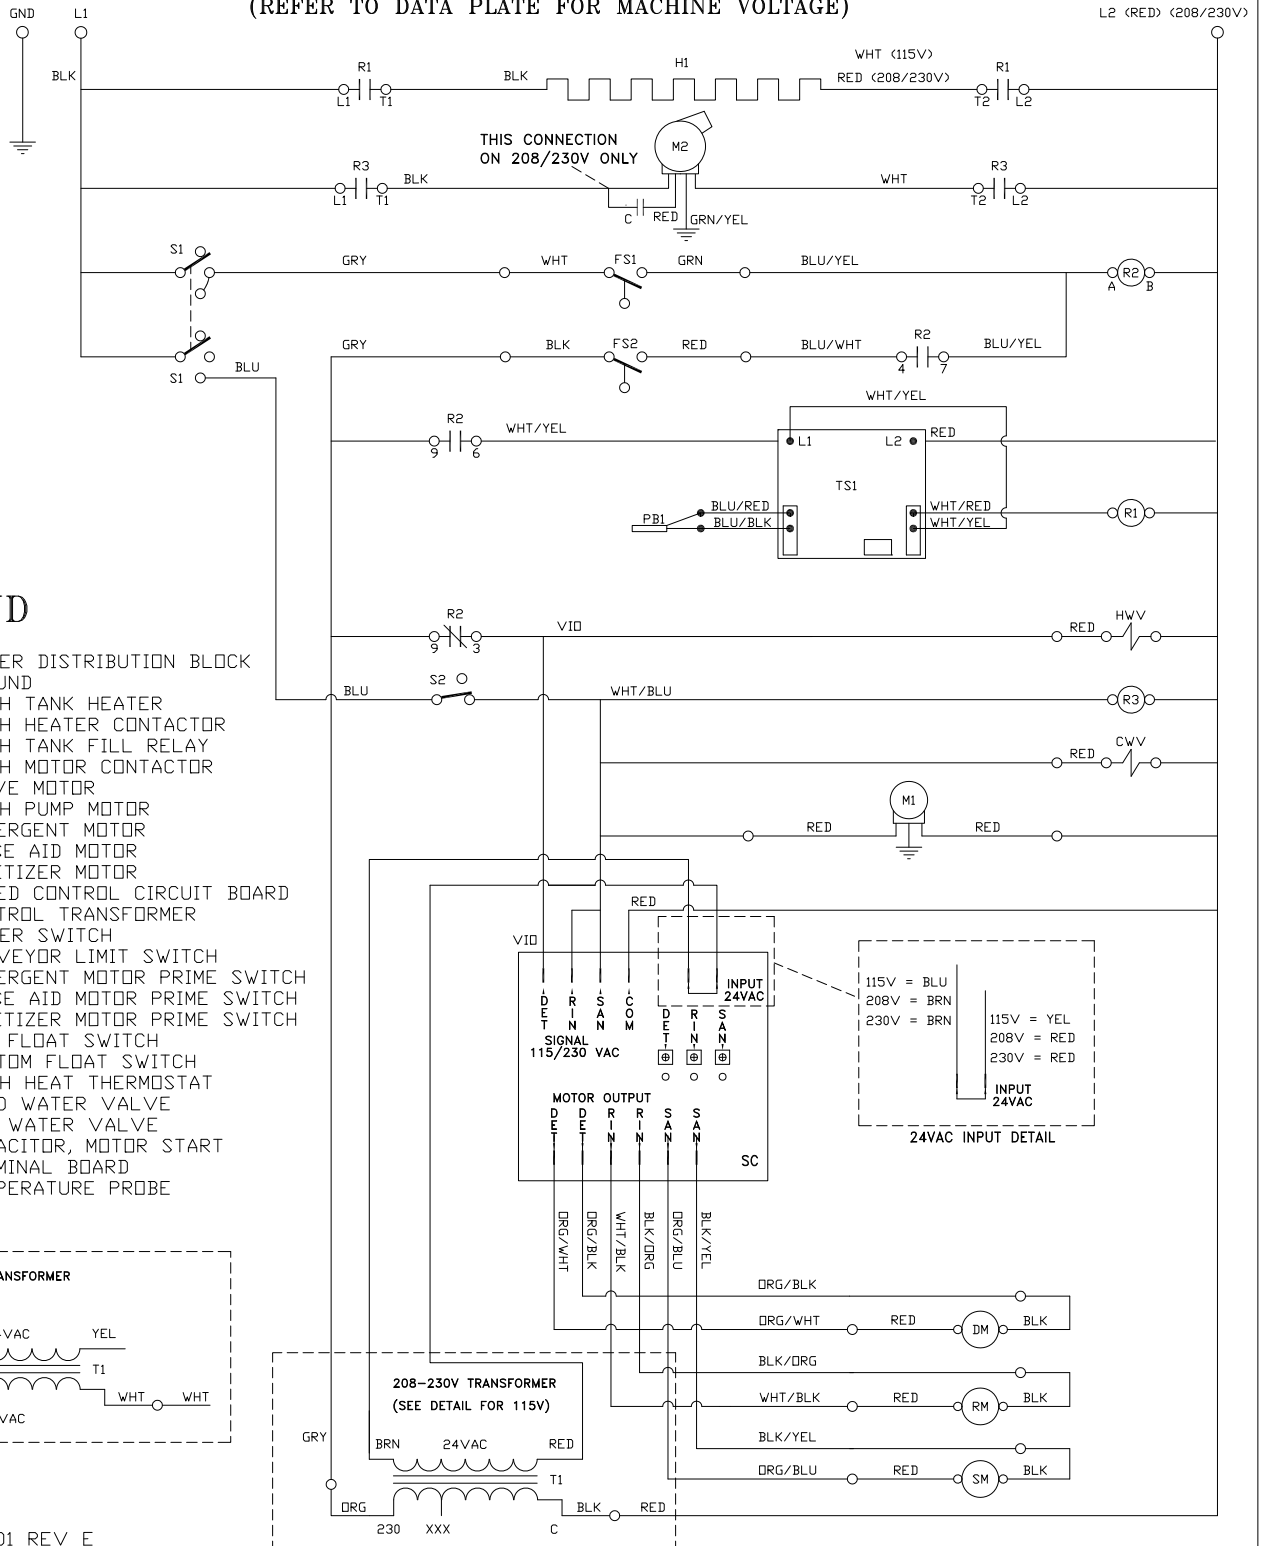 (REFER TO DATA PLATE FOR MACHINE VOLTAGE)
GND L1 L2 (RED) (208/230V)
BLK R1 BLK H1 WHT (115V) R1
RED (208/230V)
L1 T1 T2 L2
THIS CONNECTION
ON 208/230V ONLY
M2
R3 BLK WHT R3
L1 T1 C RED GRN/YEL T2 L2
S1 GRY WHT FS1 GRN BLU/YEL R2
A B
GRY BLK FS2 RED BLU/WHT R2 BLU/YEL
4 7
S1 BLU
WHT/YEL
R2 WHT/YEL L1 L2 RED
9 6
TS1
PB1 BLU/RED WHT/RED R1
BLU/BLK WHT/YEL
ND
R2 VIO RED HWV
9 3
BLU S2 WHT/BLU R3
RED CWV
M1
RED RED
ER DISTRIBUTION BLOCK
UND
H TANK HEATER
H HEATER CONTACTOR
H TANK FILL RELAY
H MOTOR CONTACTOR
VE MOTOR
H PUMP MOTOR
ERGENT MOTOR
CE AID MOTOR
ITIZER MOTOR
ED CONTROL CIRCUIT BOARD
TROL TRANSFORMER
ER SWITCH
VEYOR LIMIT SWITCH
ERGENT MOTOR PRIME SWITCH
CE AID MOTOR PRIME SWITCH
ITIZER MOTOR PRIME SWITCH
FLOAT SWITCH
TOM FLOAT SWITCH
H HEAT THERMOSTAT
D WATER VALVE
WATER VALVE
ACITOR, MOTOR START
MINAL BOARD
PERATURE PROBE
RED
VIO
DET RIN SAN COM
INPUT
24VAC
DET RIN SAN
SIGNAL
115/230 VAC
MOTOR OUTPUT
DET DET RIN RIN SAN SAN
SC
115V = BLU
208V = BRN
230V = BRN
115V = YEL
208V = RED
230V = RED
INPUT
24VAC
24VAC INPUT DETAIL
ORG/WHT ORG/BLK WHT/BLK BLK/ORG ORG/BLU BLK/YEL
ORG/BLK
ORG/WHT RED DM BLK
BLK/ORG
WHT/BLK RED RM BLK
BLK/YEL
ORG/BLU RED SM BLK
ANSFORMER
VAC YEL
T1
WHT WHT
VAC
208-230V TRANSFORMER
(SEE DETAIL FOR 115V)
GRY BRN 24VAC RED
T1
ORG BLK RED
230 XXX C
01 REV E